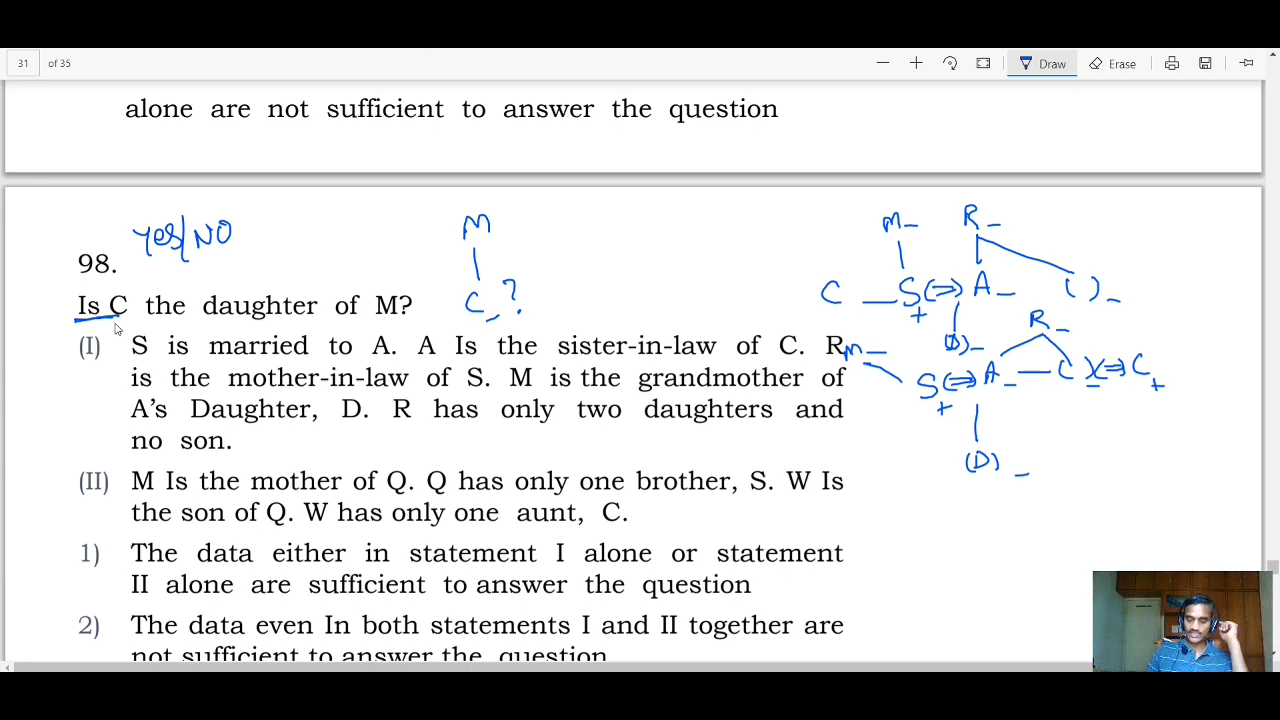 31 of 35
Draw
Erase
alone are not sufficient to answer the question
Yes/NO
98.
Is C the daughter of M?
(I) S is married to A. A Is the sister-in-law of C. R
is the mother-in-law of S. M is the grandmother of
A's Daughter, D. R has only two daughters and
no son.
(II) M Is the mother of Q. Q has only one brother, S. W Is
the son of Q. W has only one aunt, C.
1) The data either in statement I alone or statement
II alone are sufficient to answer the question
2) The data even In both statements I and II together are
not sufficient to answer the question
M
C - ?
M - R -
C — S (⇒) A - ( ) -
+
(D) -
R -
M -
S (⇒) A - — ( ) (⇒) C +
+ -
(D) -